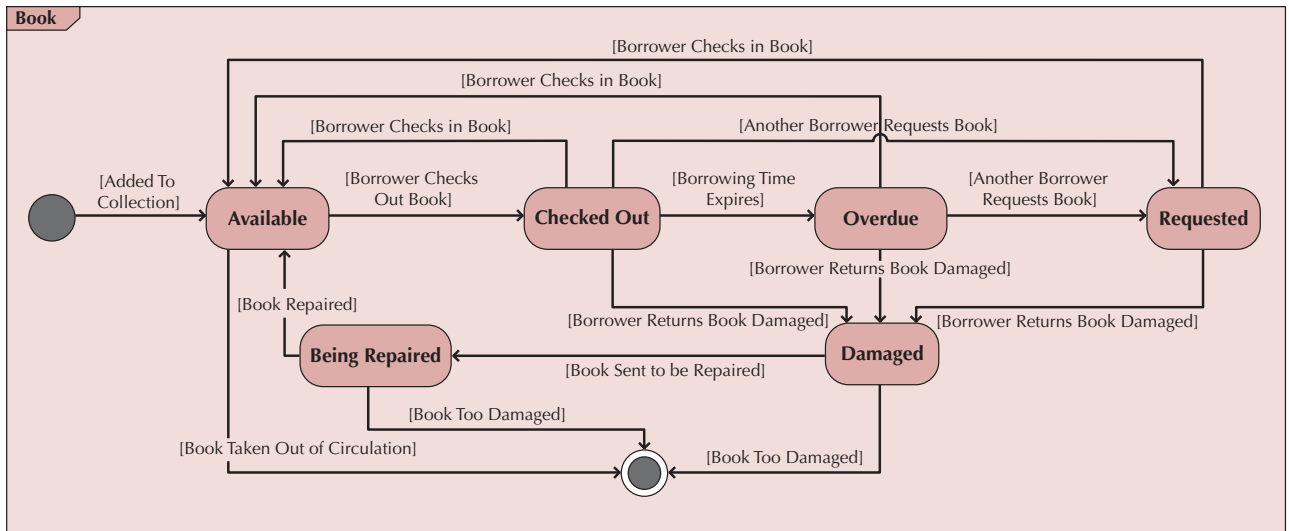 Book
[Borrower Checks in Book]
[Borrower Checks in Book]
[Borrower Checks in Book]
[Another Borrower Requests Book]
[Added To
Collection]
[Borrower Checks
Out Book]
[Borrowing Time
Expires]
[Another Borrower
Requests Book]
Available
Checked Out
Overdue
Requested
[Borrower Returns Book Damaged]
[Book Repaired]
[Borrower Returns Book Damaged]
[Borrower Returns Book Damaged]
Being Repaired
Damaged
[Book Sent to be Repaired]
[Book Too Damaged]
[Book Taken Out of Circulation]
[Book Too Damaged]